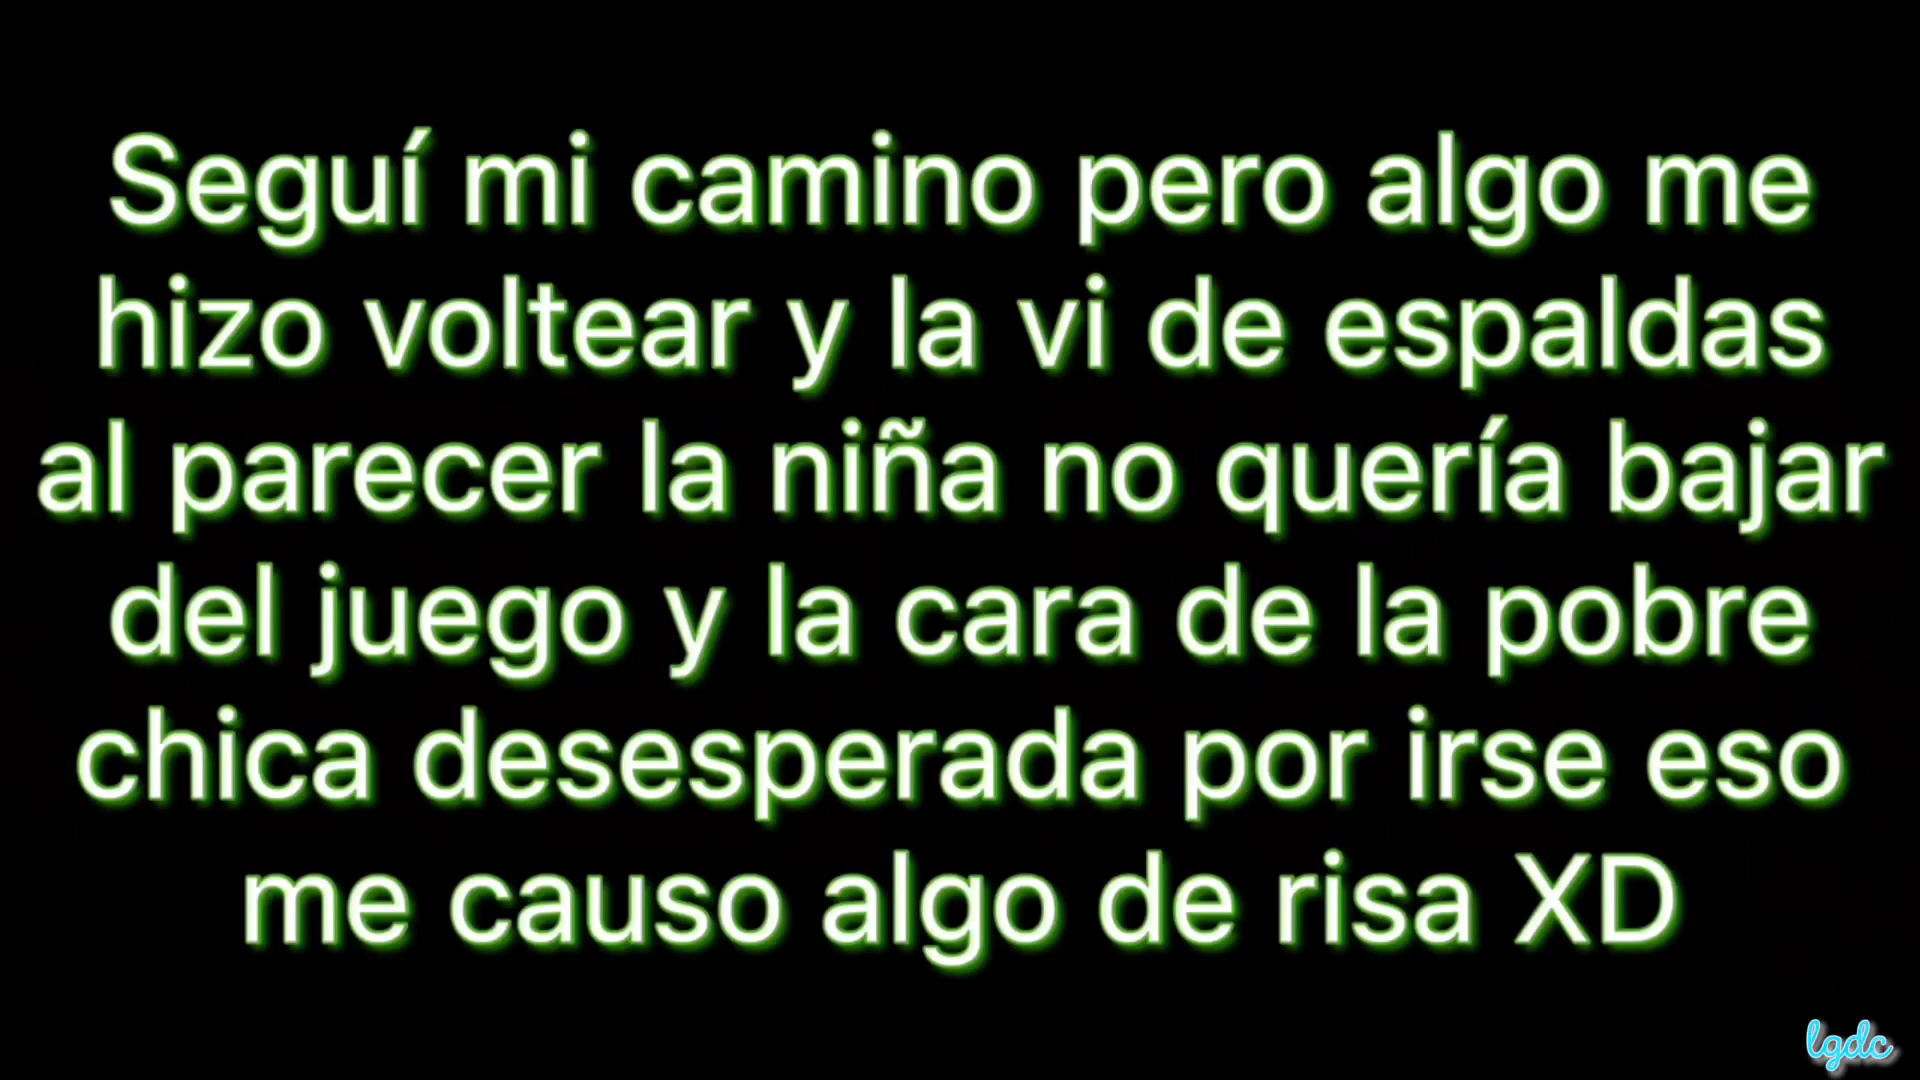 Seguí mi camino pero algo me
hizo voltear y la vi de espaldas
al parecer la niña no quería bajar
del juego y la cara de la pobre
chica desesperada por irse eso
me causo algo de risa XD
lgdc